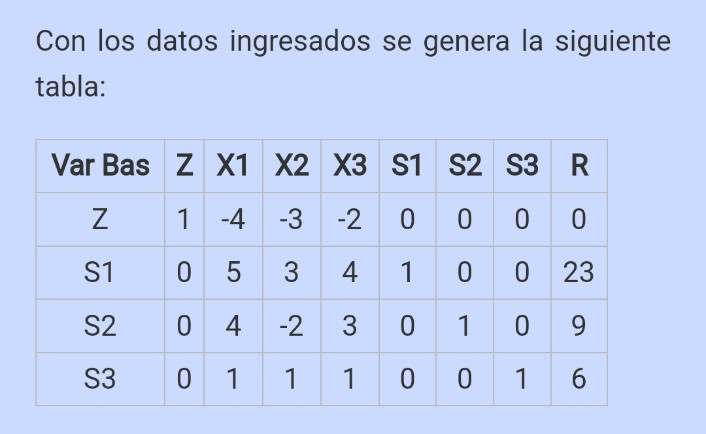 Con los datos ingresados se genera la siguiente
tabla:
Var Bas Z X1 X2 X3 S1 S2 S3 R
Z 1 -4 -3 -2 0 0 0 0
S1 0 5 3 4 1 0 0 23
S2 0 4 -2 3 0 1 0 9
S3 0 1 1 1 0 0 1 6